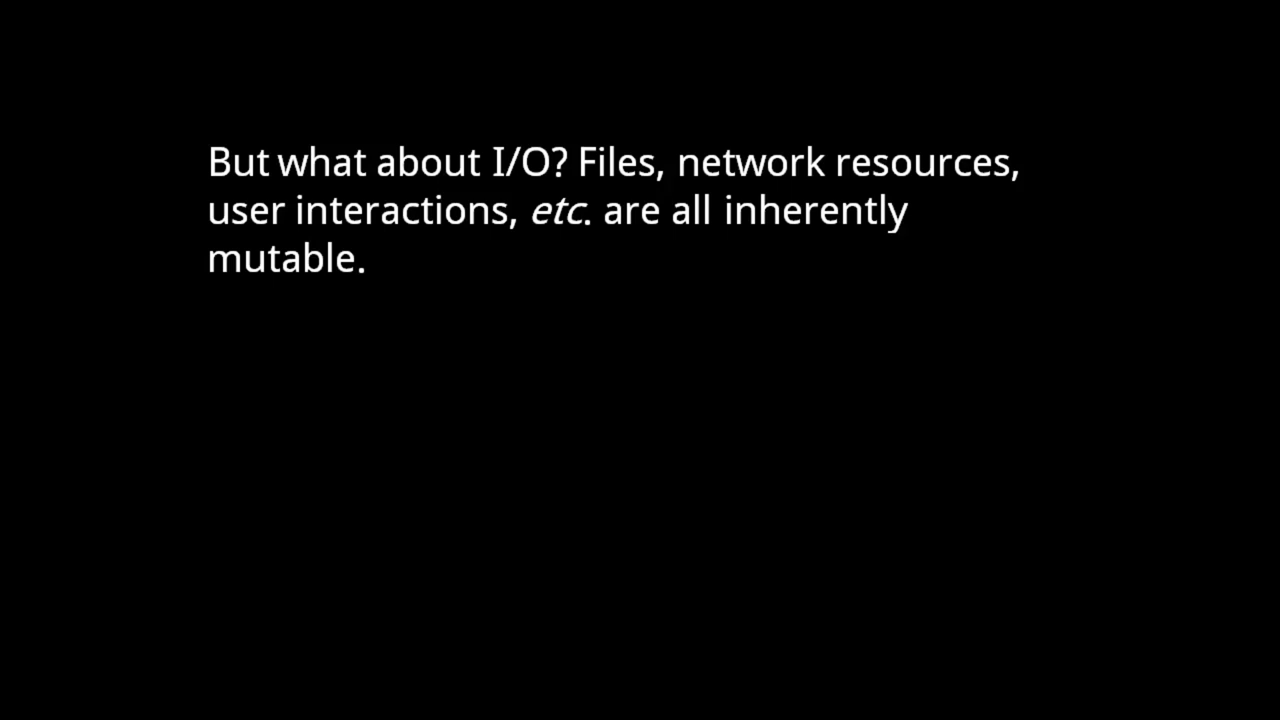 But what about I/O? Files, network resources,
user interactions, etc. are all inherently
mutable.